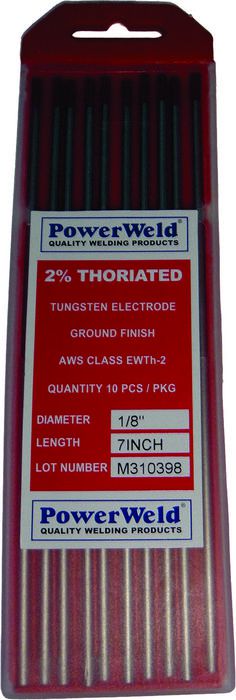 PowerWeld®
QUALITY WELDING PRODUCTS
2% THORIATED
TUNGSTEN ELECTRODE
GROUND FINISH
AWS CLASS EWTh-2
QUANTITY 10 PCS / PKG
DIAMETER 1/8"
LENGTH 7INCH
LOT NUMBER M310398
PowerWeld®
QUALITY WELDING PRODUCTS